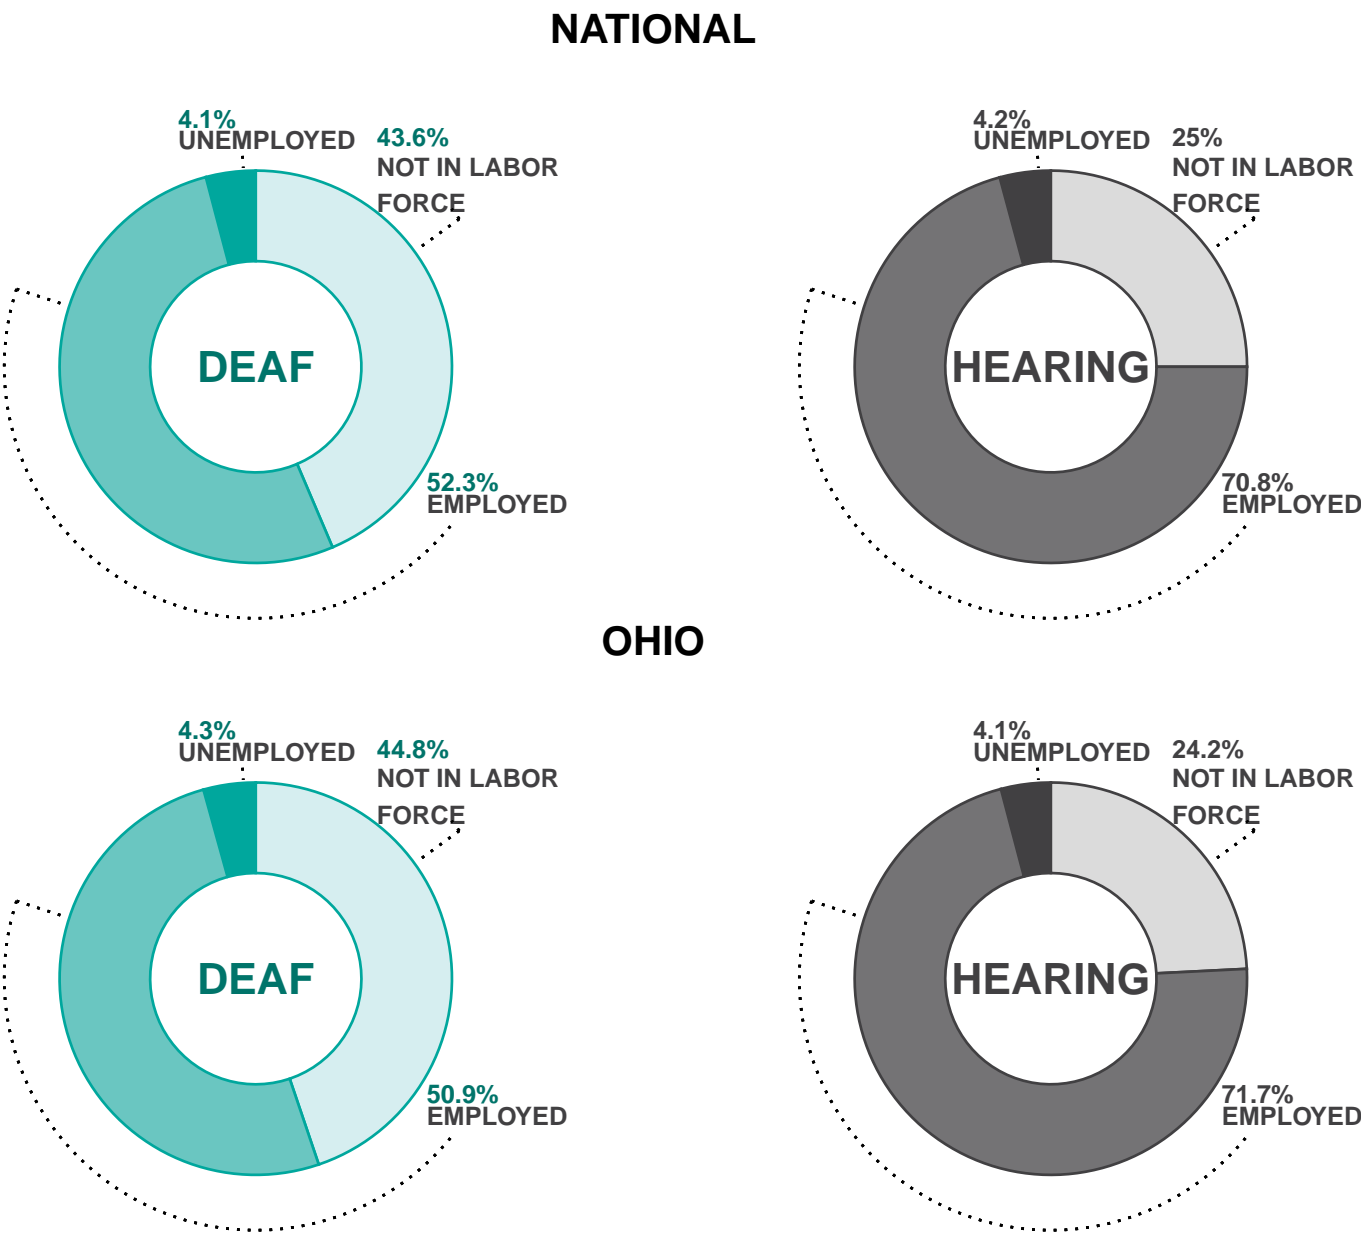 NATIONAL
4.1%
UNEMPLOYED
43.6%
NOT IN LABOR
FORCE
DEAF
52.3%
EMPLOYED
4.2%
UNEMPLOYED
25%
NOT IN LABOR
FORCE
HEARING
70.8%
EMPLOYED
OHIO
4.3%
UNEMPLOYED
44.8%
NOT IN LABOR
FORCE
DEAF
50.9%
EMPLOYED
4.1%
UNEMPLOYED
24.2%
NOT IN LABOR
FORCE
HEARING
71.7%
EMPLOYED